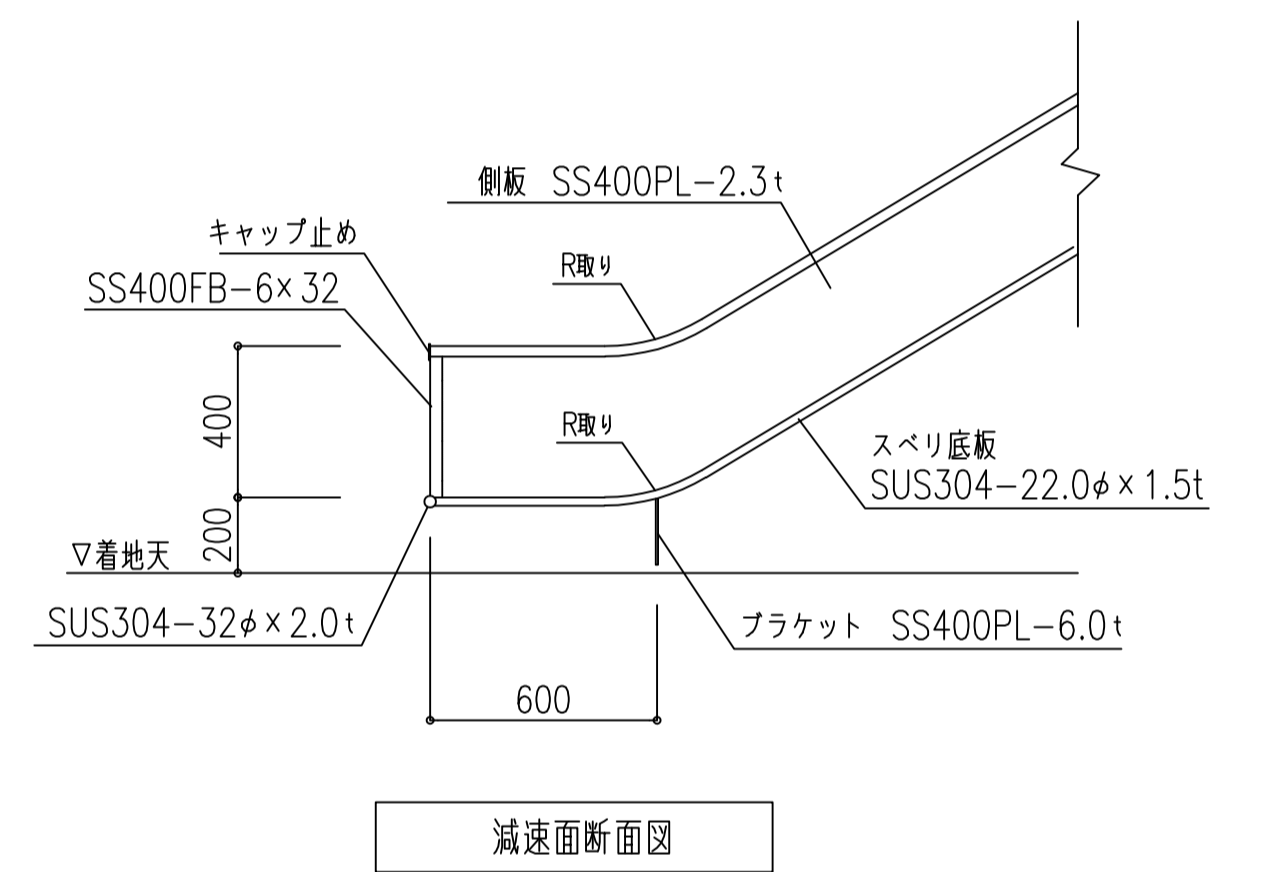 側板 SS400PL-2.3t
キャップ止め
SS400FB-6×32
R取り
400
R取り
スベリ底板
SUS304-22.0φ×1.5t
200
▽着地天
SUS304-32φ×2.0t
ブラケット SS400PL-6.0t
600
減速面断面図